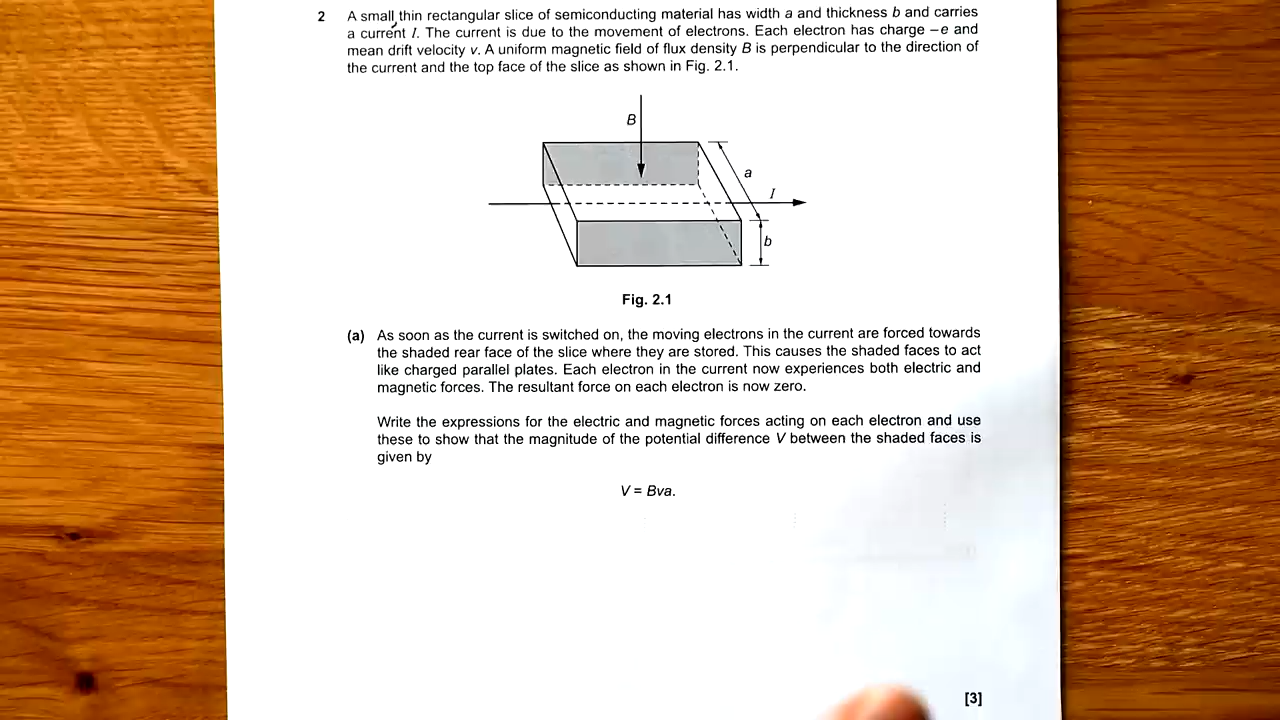 2 A small thin rectangular slice of semiconducting material has width a and thickness b and carries
a current I. The current is due to the movement of electrons. Each electron has charge –e and
mean drift velocity v. A uniform magnetic field of flux density B is perpendicular to the direction of
the current and the top face of the slice as shown in Fig. 2.1.
B
a
I
b
Fig. 2.1
(a) As soon as the current is switched on, the moving electrons in the current are forced towards
the shaded rear face of the slice where they are stored. This causes the shaded faces to act
like charged parallel plates. Each electron in the current now experiences both electric and
magnetic forces. The resultant force on each electron is now zero.
Write the expressions for the electric and magnetic forces acting on each electron and use
these to show that the magnitude of the potential difference V between the shaded faces is
given by
V = Bva.
[3]